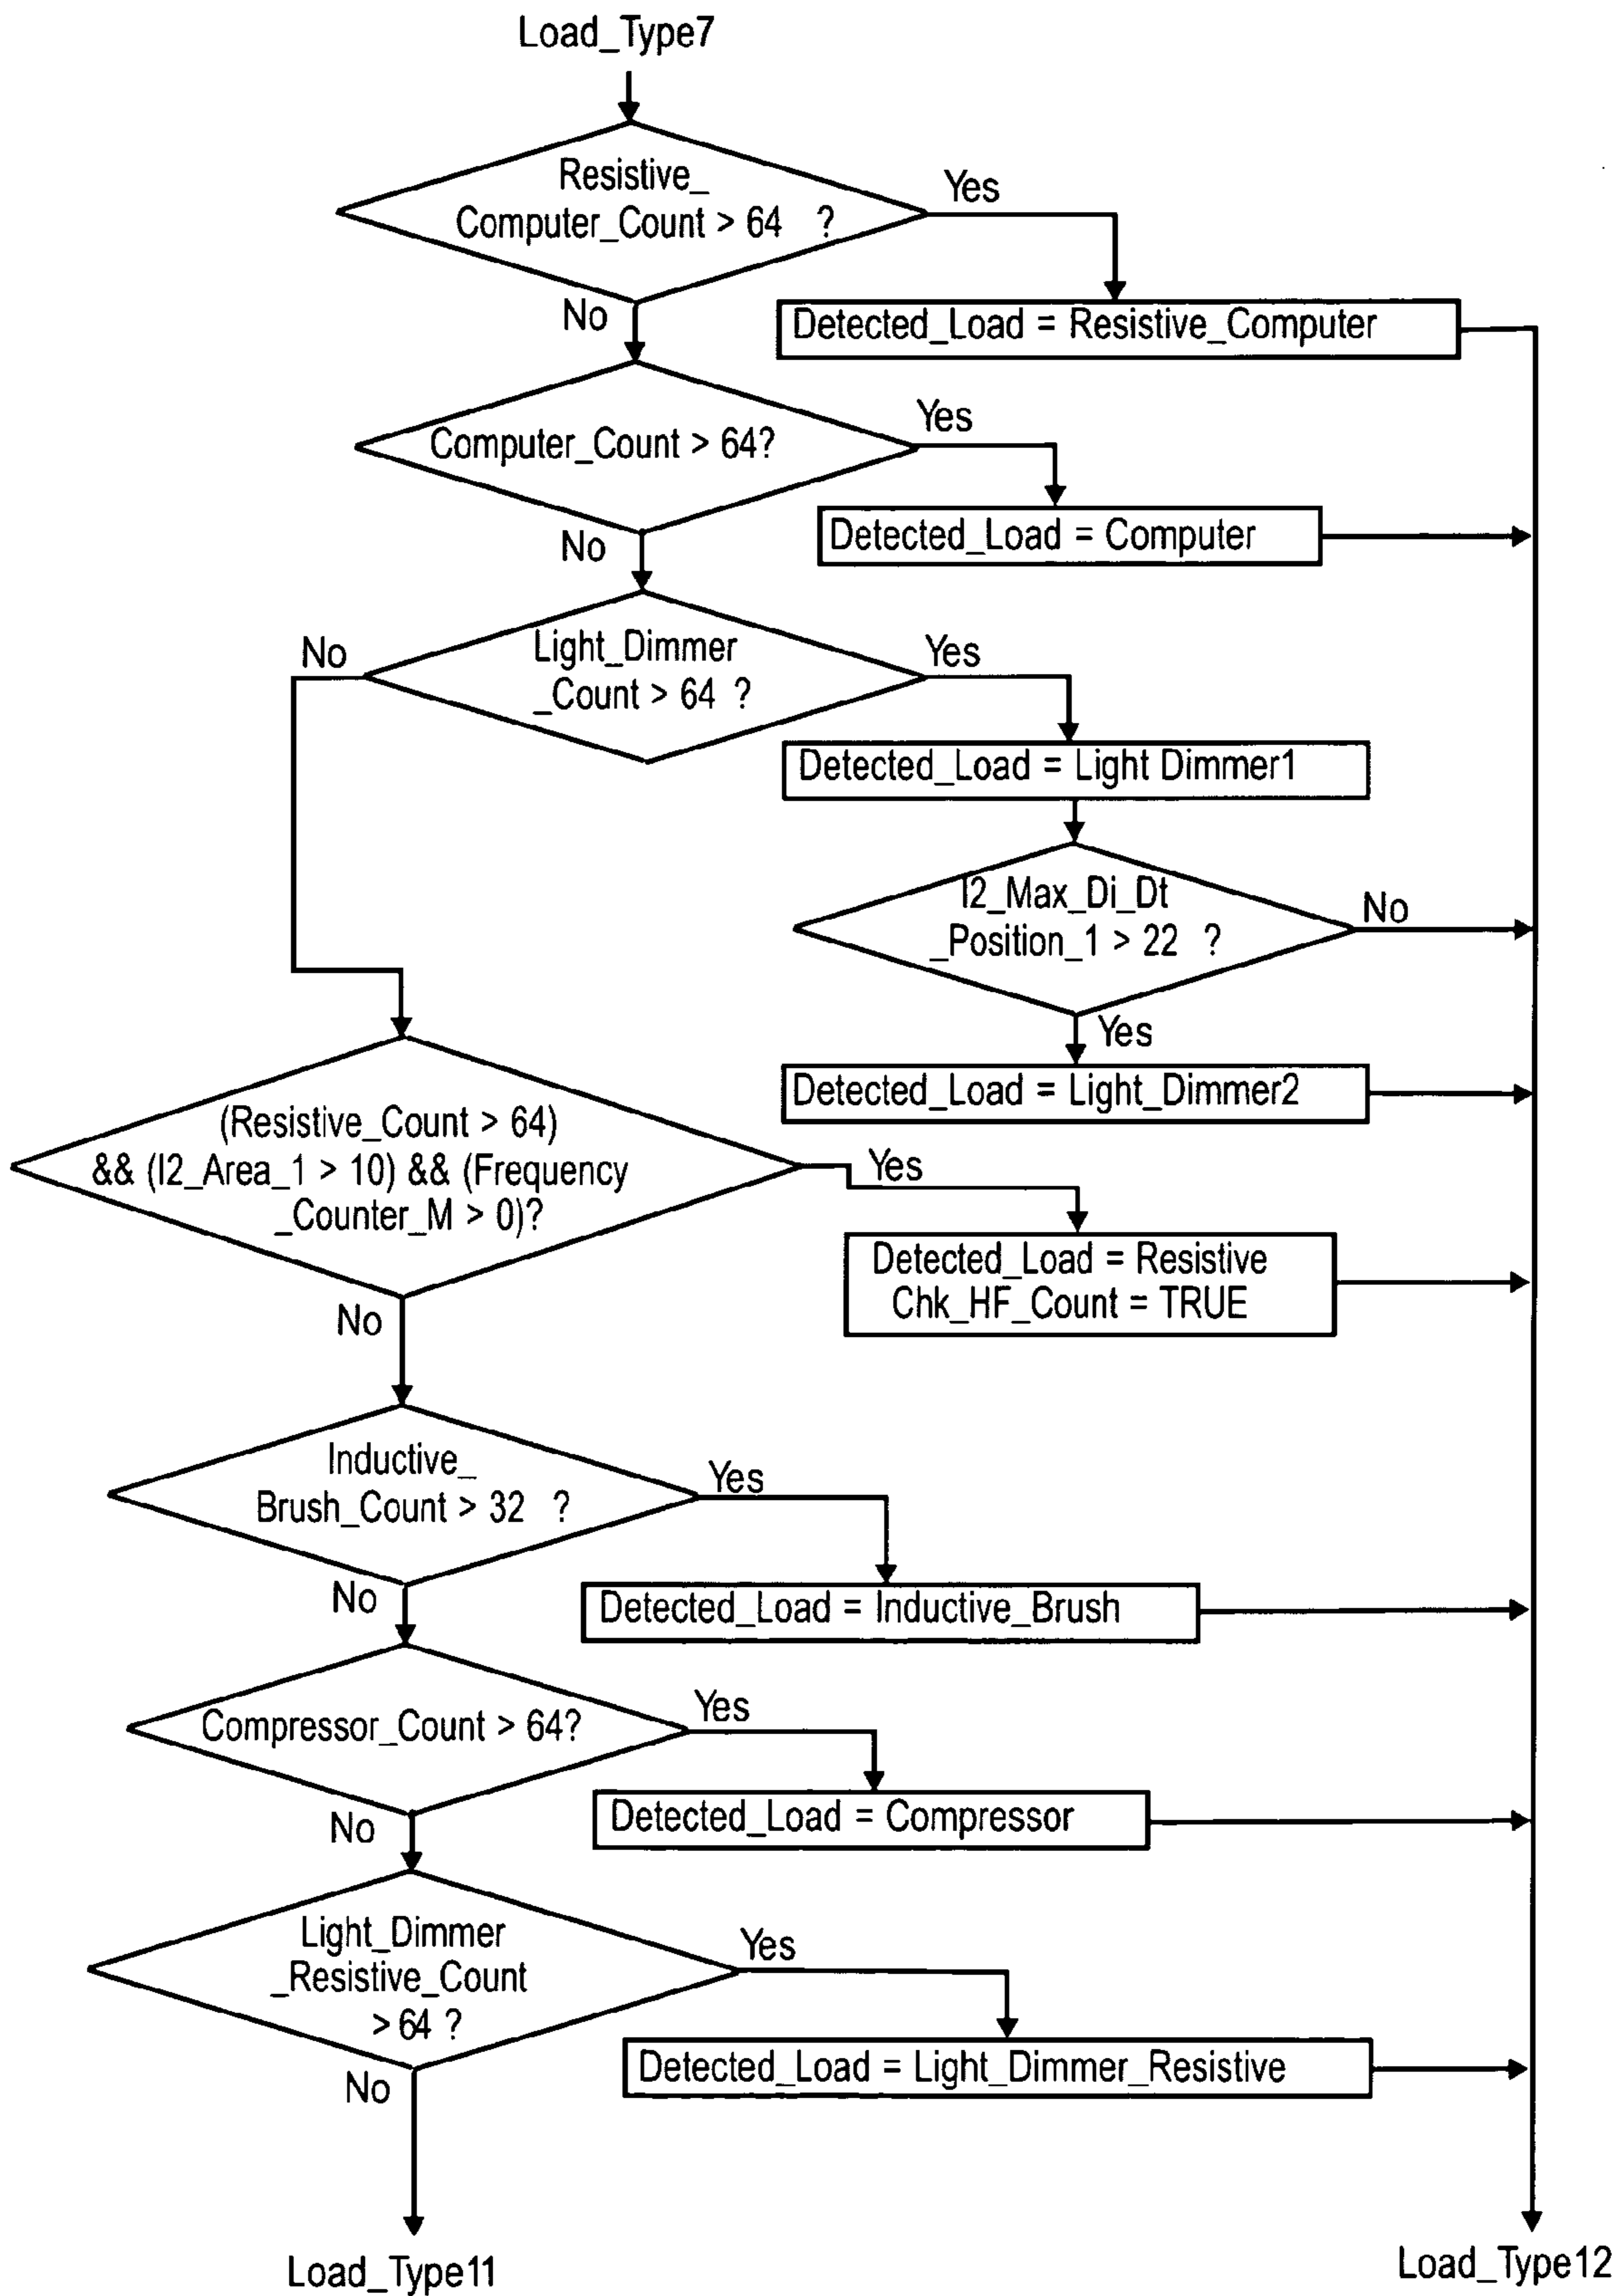 Load_Type7
Resistive_
Computer_Count > 64 ?
Yes
No
Detected_Load = Resistive_Computer
Computer_Count > 64?
Yes
No
Detected_Load = Computer
Light_Dimmer
_Count > 64 ?
No
Yes
Detected_Load = Light Dimmer1
I2_Max_Di_Dt
_Position_1 > 22 ?
No
Yes
Detected_Load = Light_Dimmer2
(Resistive_Count > 64)
&& (I2_Area_1 > 10) && (Frequency
_Counter_M > 0)?
Yes
No
Detected_Load = Resistive
Chk_HF_Count = TRUE
Inductive_
Brush_Count > 32 ?
Yes
No
Detected_Load = Inductive_Brush
Compressor_Count > 64?
Yes
No
Detected_Load = Compressor
Light_Dimmer
_Resistive_Count
> 64 ?
Yes
No
Detected_Load = Light_Dimmer_Resistive
Load_Type11
Load_Type12